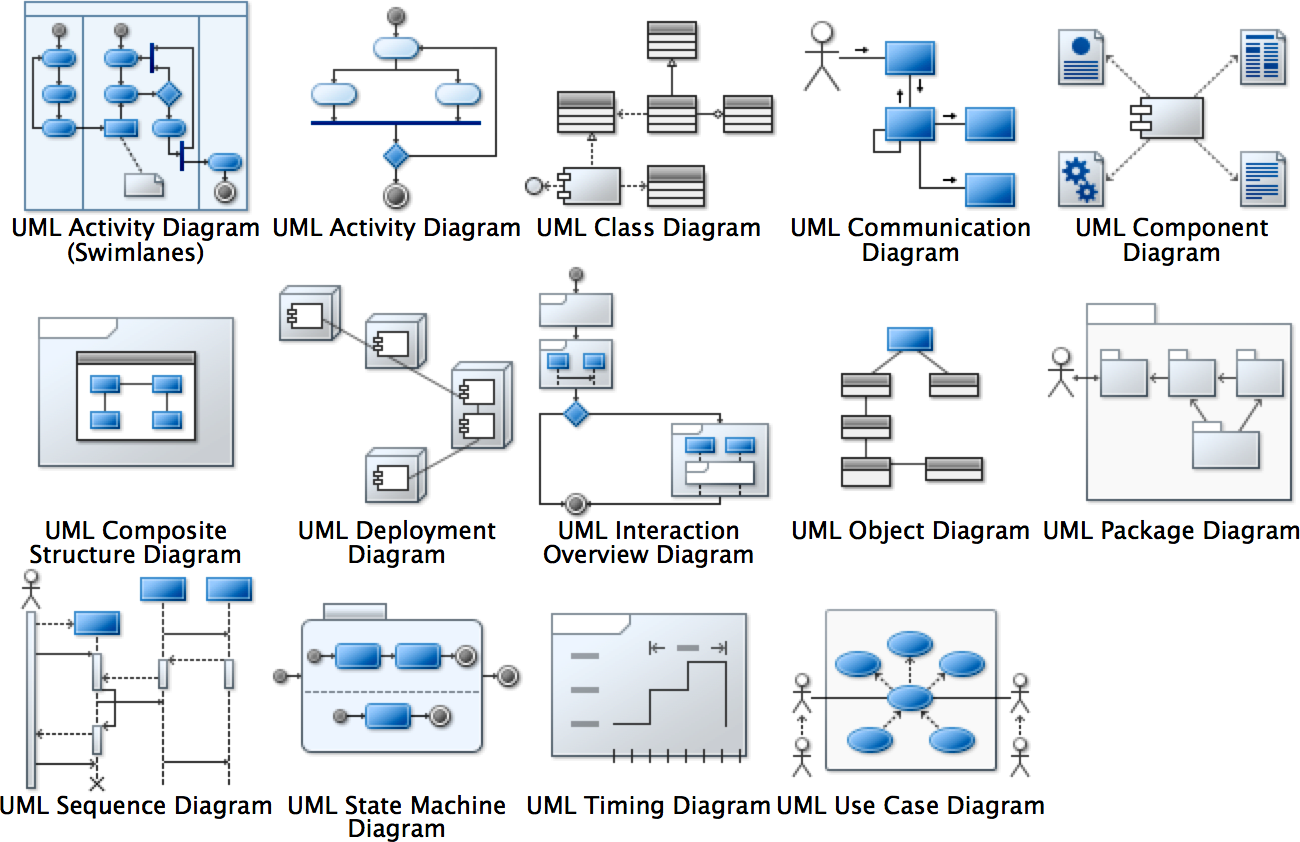 UML Activity Diagram
(Swimlanes)
UML Activity Diagram
UML Class Diagram
UML Communication
Diagram
UML Component
Diagram
UML Composite
Structure Diagram
UML Deployment
Diagram
UML Interaction
Overview Diagram
UML Object Diagram
UML Package Diagram
UML Sequence Diagram
UML State Machine
Diagram
UML Timing Diagram
UML Use Case Diagram